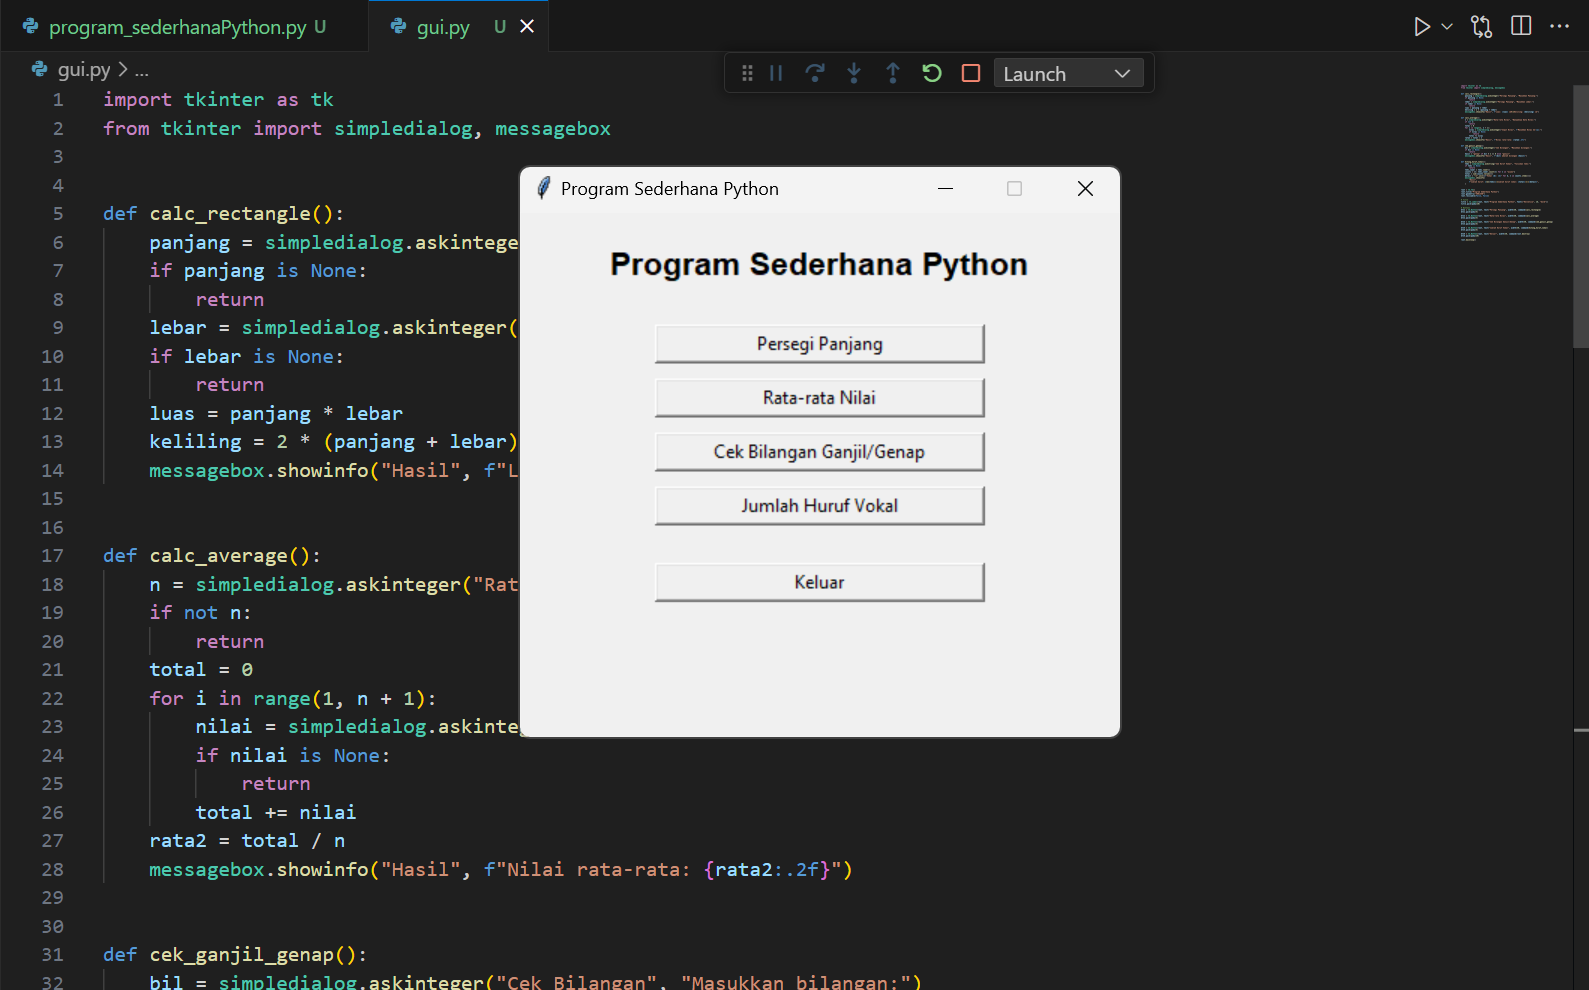 program_sederhanaPython.py U
gui.py U
gui.py > ...
Launch
1 import tkinter as tk
2 from tkinter import simpledialog, messagebox
3
4
5 def calc_rectangle():
6 panjang = simpledialog.askintege
7 if panjang is None:
8 return
9 lebar = simpledialog.askinteger(
10 if lebar is None:
11 return
12 luas = panjang * lebar
13 keliling = 2 * (panjang + lebar)
14 messagebox.showinfo("Hasil", f"L
15
16
17 def calc_average():
18 n = simpledialog.askinteger("Rat
19 if not n:
20 return
21 total = 0
22 for i in range(1, n + 1):
23 nilai = simpledialog.askinte
24 if nilai is None:
25 return
26 total += nilai
27 rata2 = total / n
28 messagebox.showinfo("Hasil", f"Nilai rata-rata: {rata2:.2f}")
29
30
31 def cek_ganjil_genap():
32 bil = simpledialog.askinteger("Cek Bilangan", "Masukkan bilangan:")
Program Sederhana Python
Program Sederhana Python
Persegi Panjang
Rata-rata Nilai
Cek Bilangan Ganjil/Genap
Jumlah Huruf Vokal
Keluar